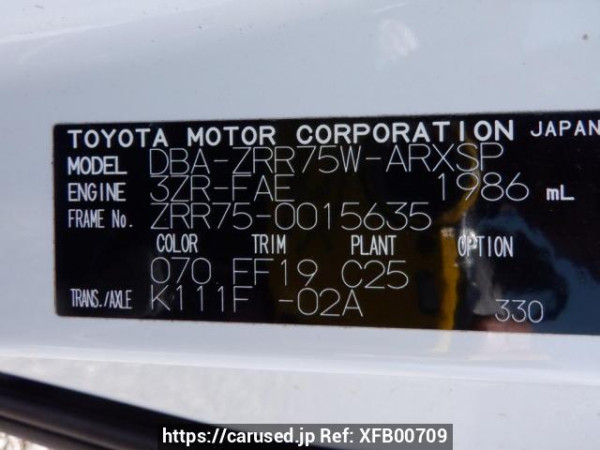 TOYOTA MOTOR CORPORATION JAPAN
MODEL DBA-ZRR75W-ARXSP
ENGINE 3ZR-FAE 1986 mL
FRAME No. ZRR75-0015635
COLOR TRIM PLANT OPTION
070 FF19 C25
TRANS./AXLE K111F -02A 330
https://carused.jp Ref: XFB00709